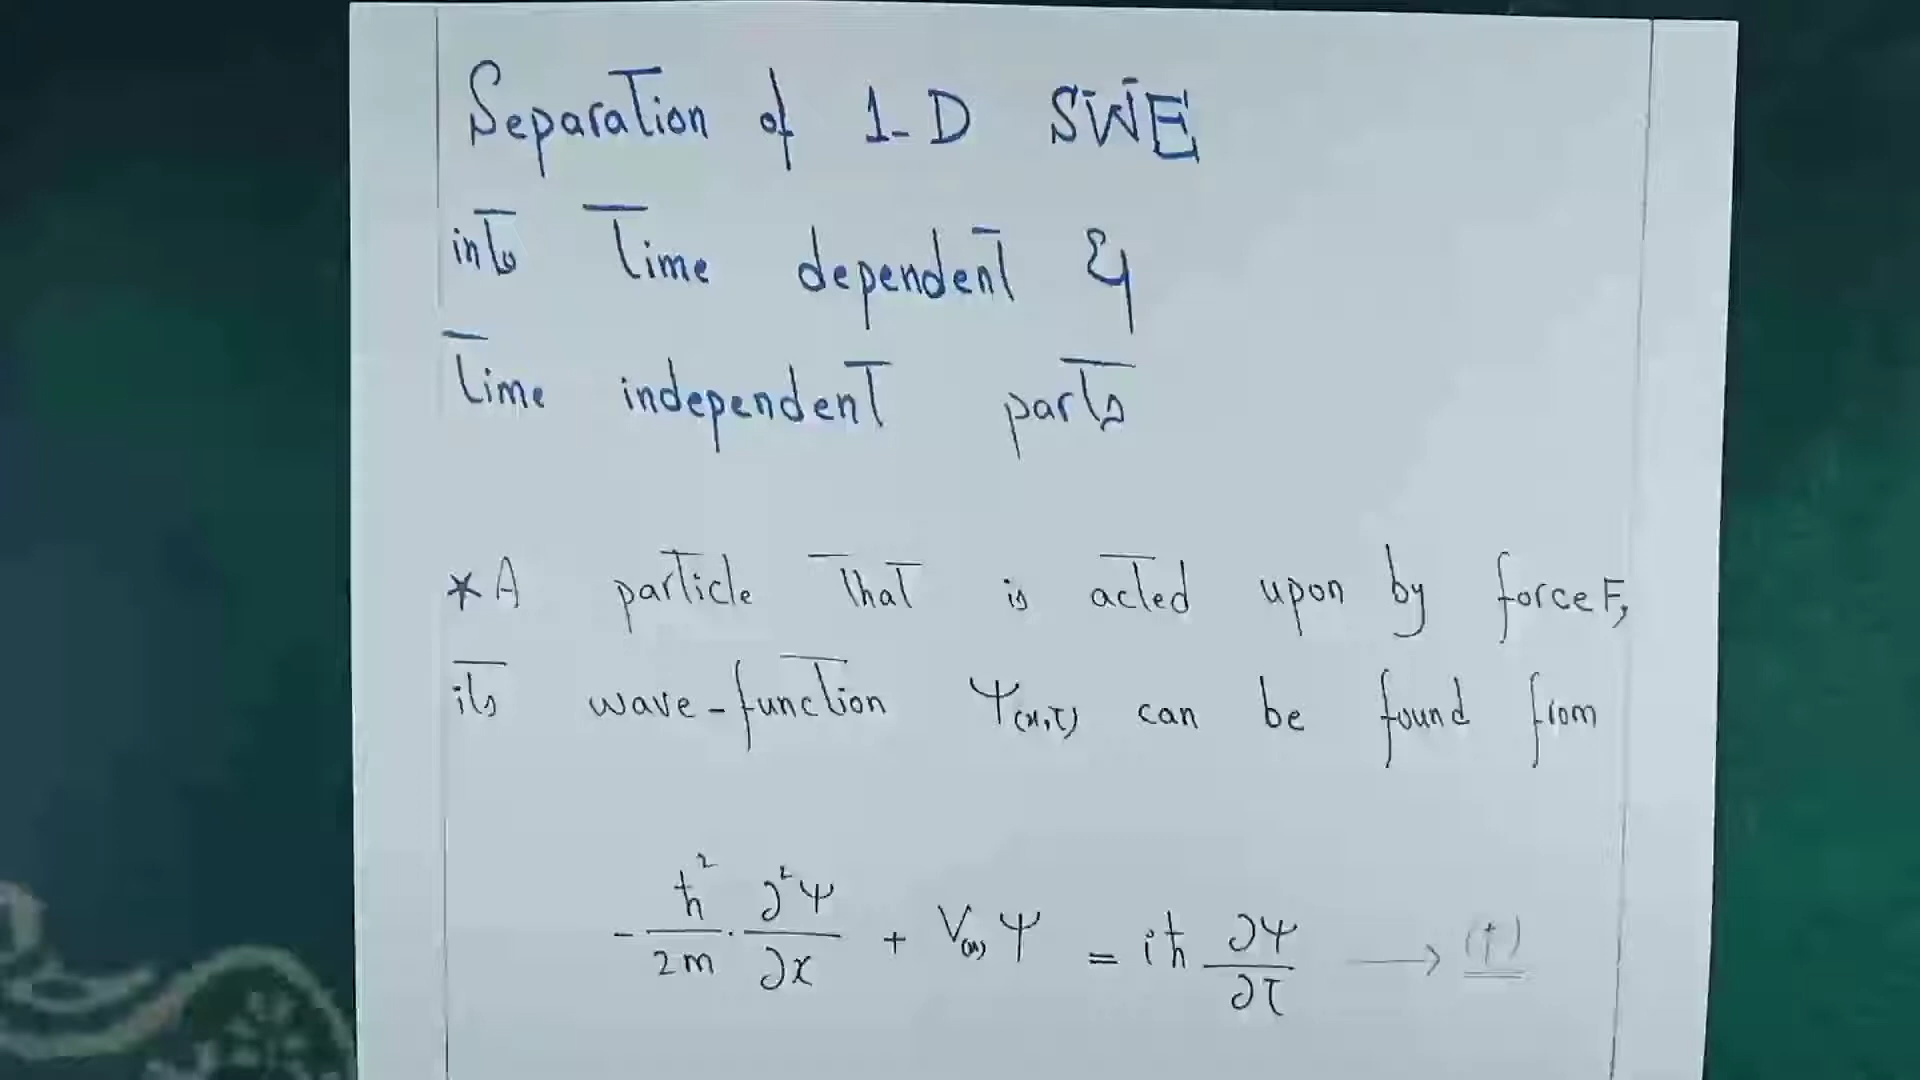 Separation of 1-D SWE
into Time dependent &
Time independent parts
*A particle that is acted upon by force F,
its wave-function Ψ(x,t) can be found from
-ħ²/2m · ∂²Ψ/∂x + V(x) Ψ = iħ ∂Ψ/∂t → (1)